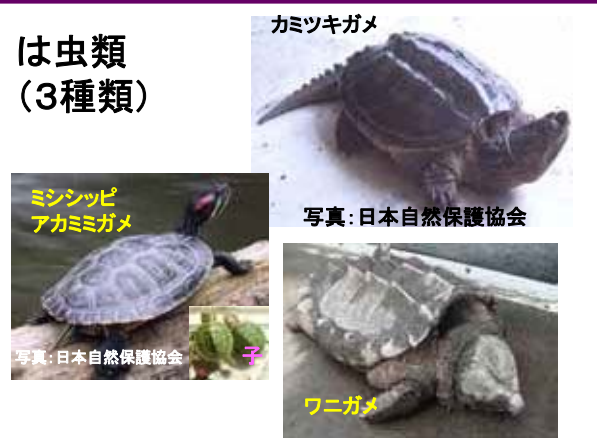 は虫類
（３種類）
カミツキガメ
写真：日本自然保護協会
ミシシッピ
アカミミガメ
写真：日本自然保護協会
子
ワニガメ